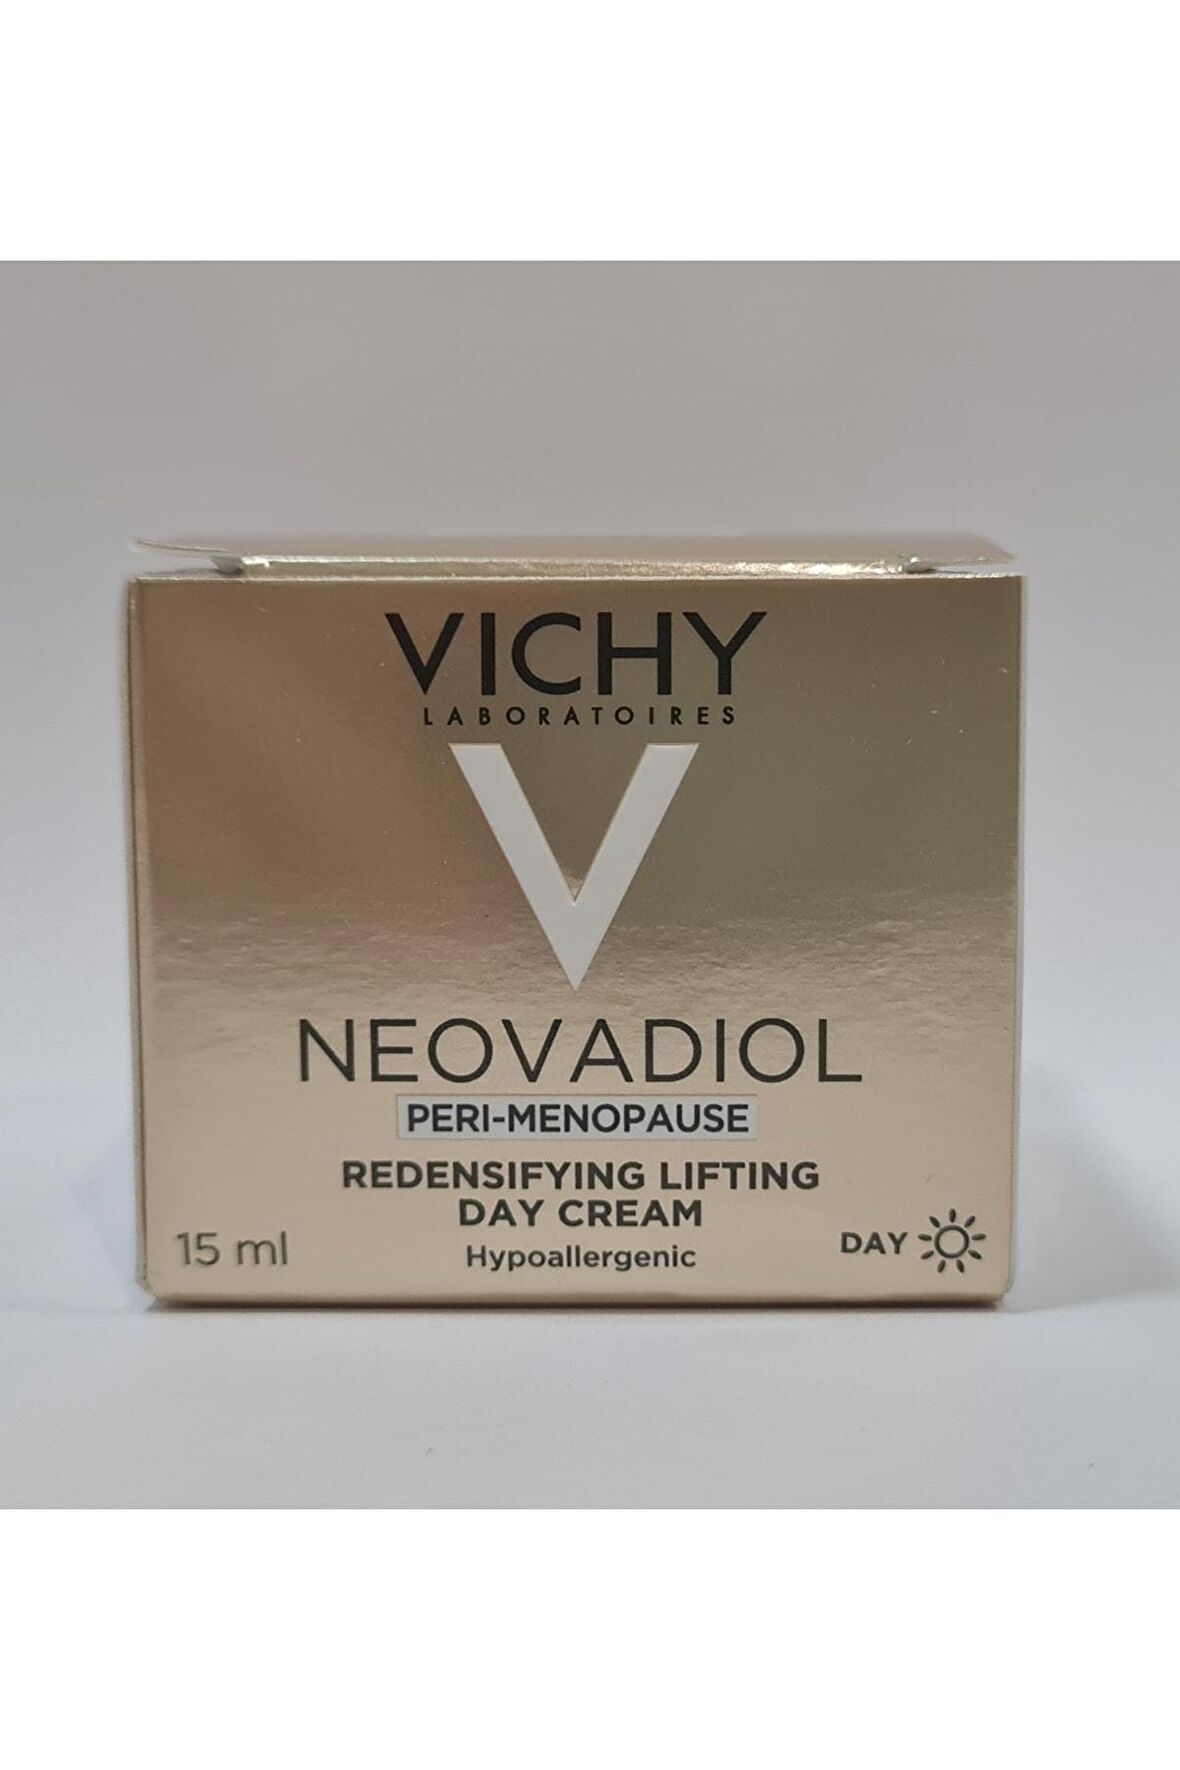 VICHY
LABORATOIRES
V
NEOVADIOL
PERI-MENOPAUSE
REDENSIFYING LIFTING
DAY CREAM
Hypoallergenic
15 ml
DAY